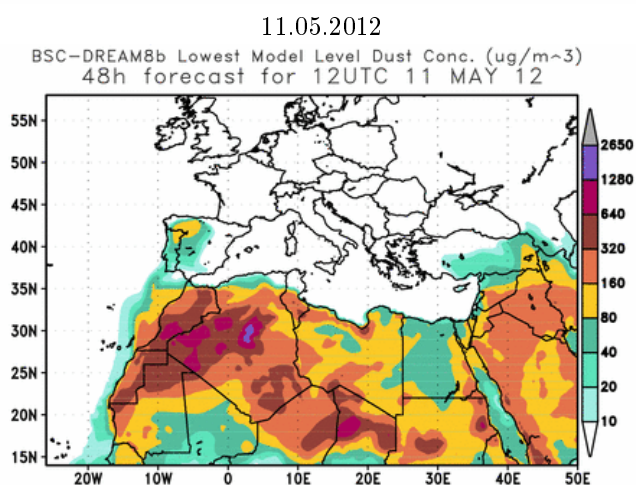 11.05.2012
BSC-DREAM8b Lowest Model Level Dust Conc. (ug/m^3)
48h forecast for 12UTC 11 MAY 12
55N
50N
45N
40N
35N
30N
25N
20N
15N
20W 10W 0 10E 20E 30E 40E 50E
2650
1280
640
320
160
80
40
20
10